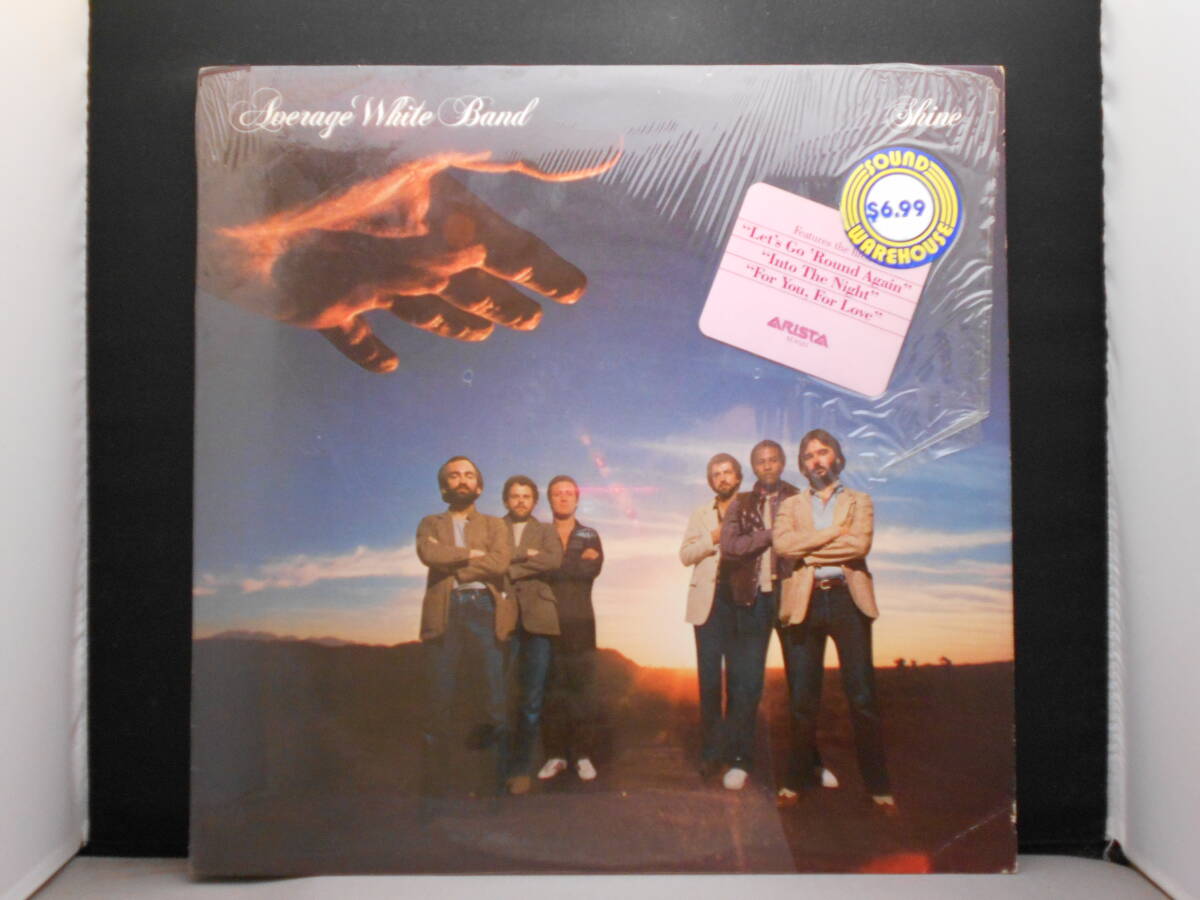 Average White Band
Shine
SOUND
$6.99
WAREHOUSE
Features the
"Let's Go 'Round Again"
"Into The Night"
"For You, For Love"
ARISTA